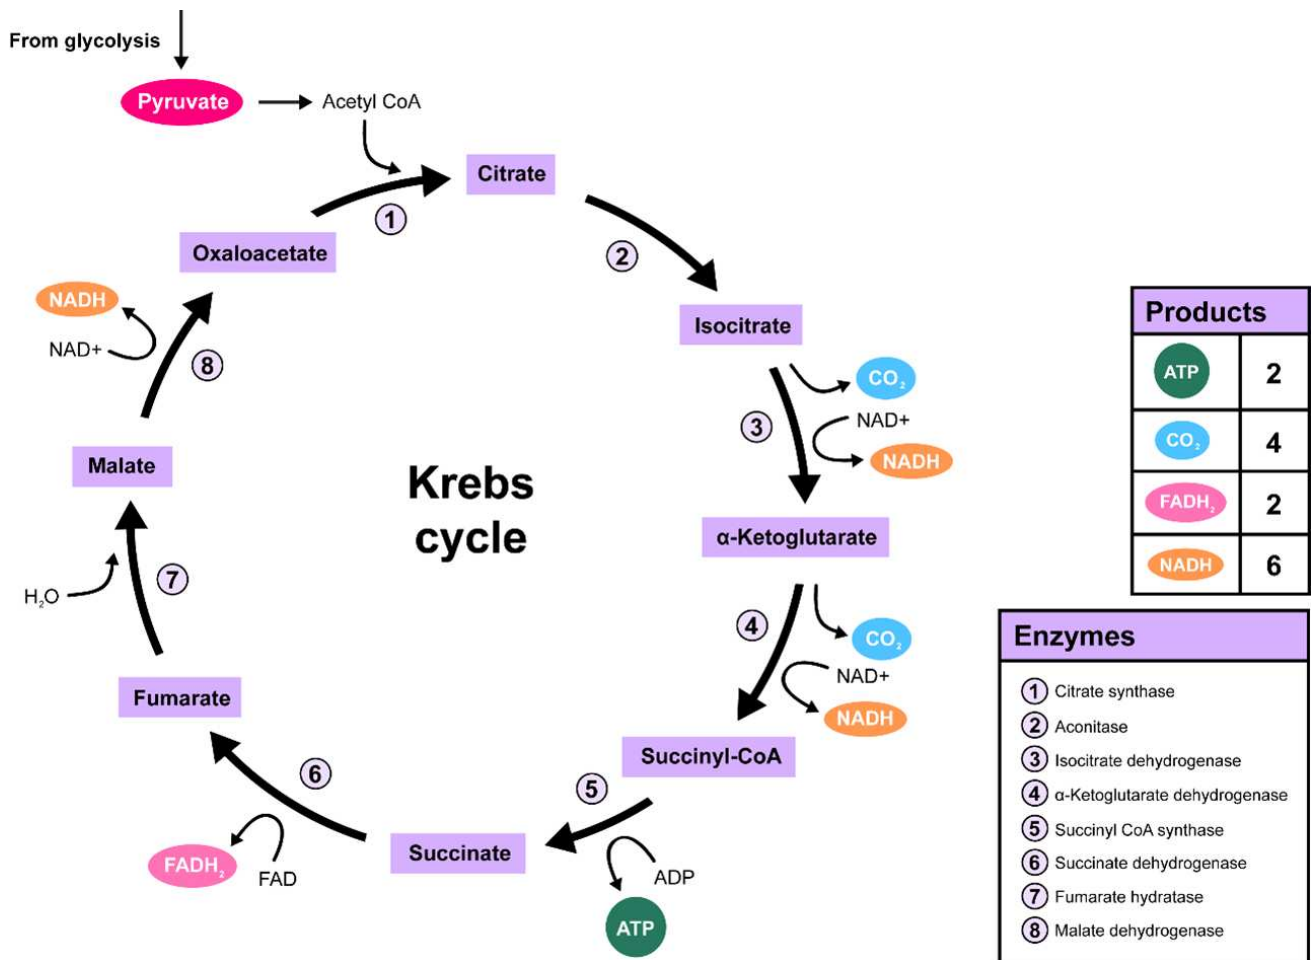 From glycolysis
Pyruvate
Acetyl CoA
Citrate
1
Oxaloacetate
2
NADH
NAD+
8
Isocitrate
CO₂
3
NAD+
NADH
Malate
Krebs
cycle
α-Ketoglutarate
7
H₂O
4
CO₂
NAD+
NADH
Fumarate
Succinyl-CoA
6
5
Succinate
FADH₂
FAD
ADP
ATP
Products
ATP 2
CO₂ 4
FADH₂ 2
NADH 6
Enzymes
1 Citrate synthase
2 Aconitase
3 Isocitrate dehydrogenase
4 α-Ketoglutarate dehydrogenase
5 Succinyl CoA synthase
6 Succinate dehydrogenase
7 Fumarate hydratase
8 Malate dehydrogenase